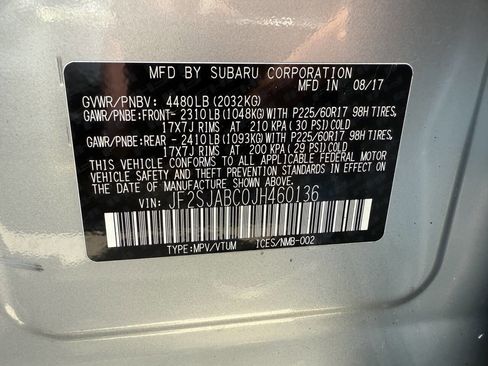 MFD BY SUBARU CORPORATION
MFD IN 08/17
GVWR/PNBV: 4480LB(2032KG)
GAWR/PNBE:FRONT- 2310LB(1048KG) WITH P225/60R17 98H TIRES,
17X7J RIMS AT 210 KPA(30 PSI)COLD
GAWR/PNBE:REAR - 2410LB(1093KG) WITH P225/60R17 98H TIRES,
17X7J RIMS AT 200 KPA(29 PSI)COLD
THIS VEHICLE CONFORMS TO ALL APPLICABLE FEDERAL MOTOR
VEHICLE SAFETY AND THEFT PREVENTION STANDARDS IN EFFECT
ON THE DATE OF MANUFACTURE SHOWN ABOVE.
VIN: JF2SJABC0JH460136
TYPE:MPV/VTUM ICES/NMB-002